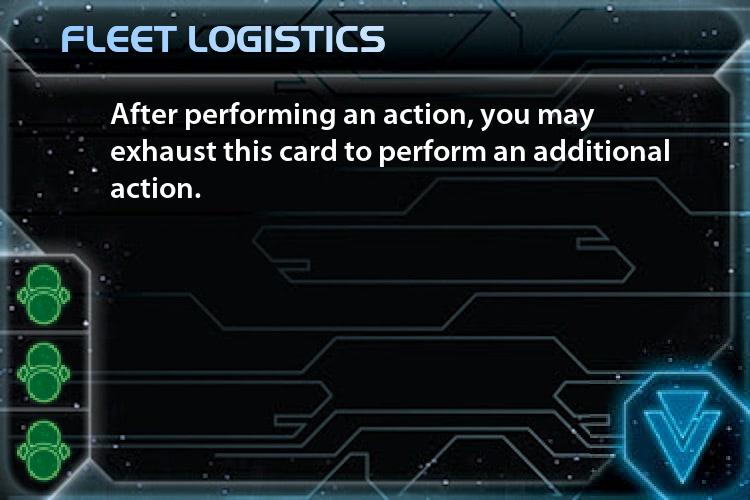 FLEET LOGISTICS
After performing an action, you may
exhaust this card to perform an additional
action.